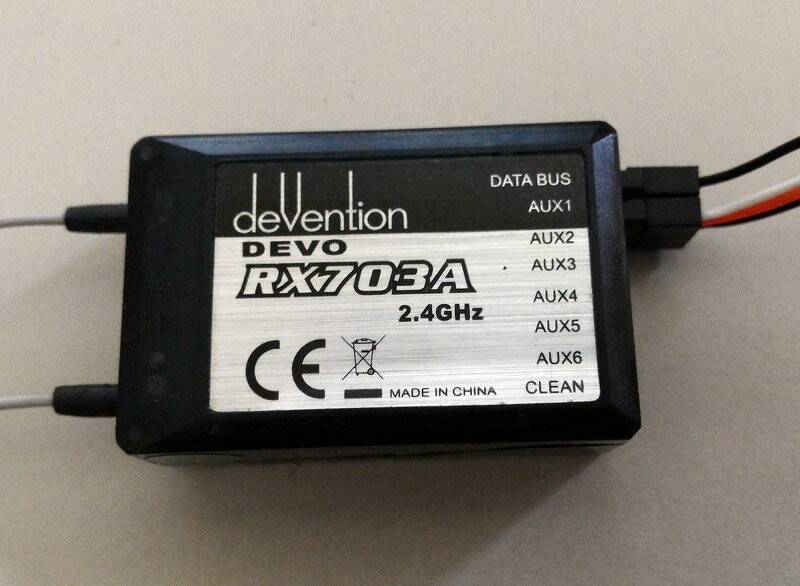 deVention
DEVO
RX703A
2.4GHz
CE
MADE IN CHINA
DATA BUS
AUX1
AUX2
AUX3
AUX4
AUX5
AUX6
CLEAN